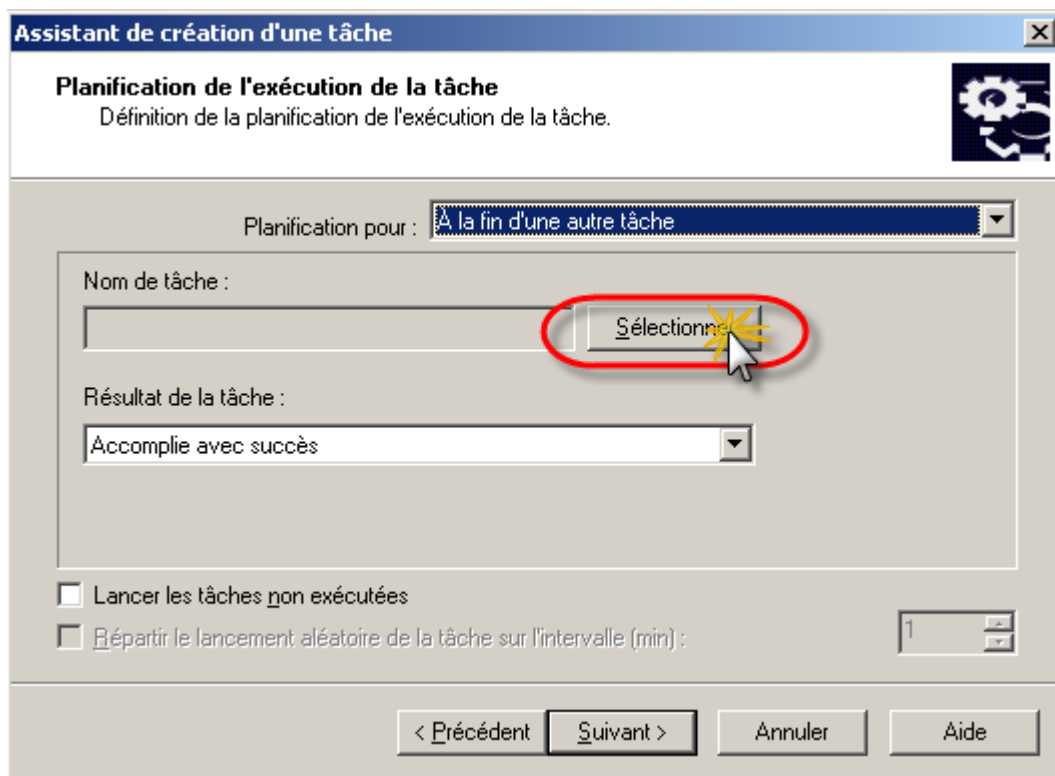 Assistant de création d'une tâche
Planification de l'exécution de la tâche
Définition de la planification de l'exécution de la tâche.
Planification pour : À la fin d'une autre tâche
Nom de tâche :
Sélectionner
Résultat de la tâche :
Accomplie avec succès
Lancer les tâches non exécutées
Répartir le lancement aléatoire de la tâche sur l'intervalle (min) : 1
< Précédent Suivant > Annuler Aide